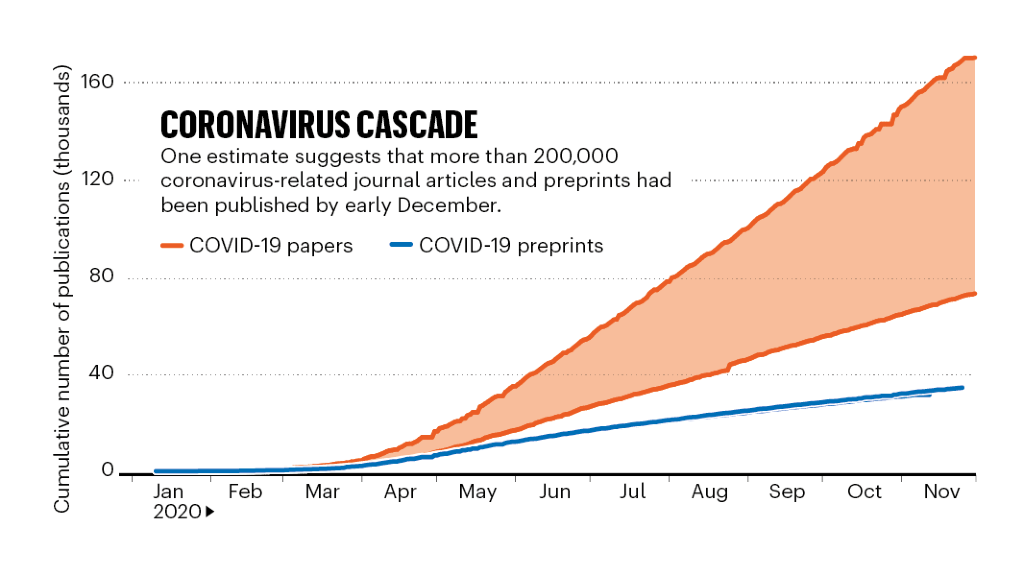 Cumulative number of publications (thousands)
160
120
80
40
0
CORONAVIRUS CASCADE
One estimate suggests that more than 200,000
coronavirus-related journal articles and preprints had
been published by early December.
COVID-19 papers COVID-19 preprints
Jan Feb Mar Apr May Jun Jul Aug Sep Oct Nov
2020